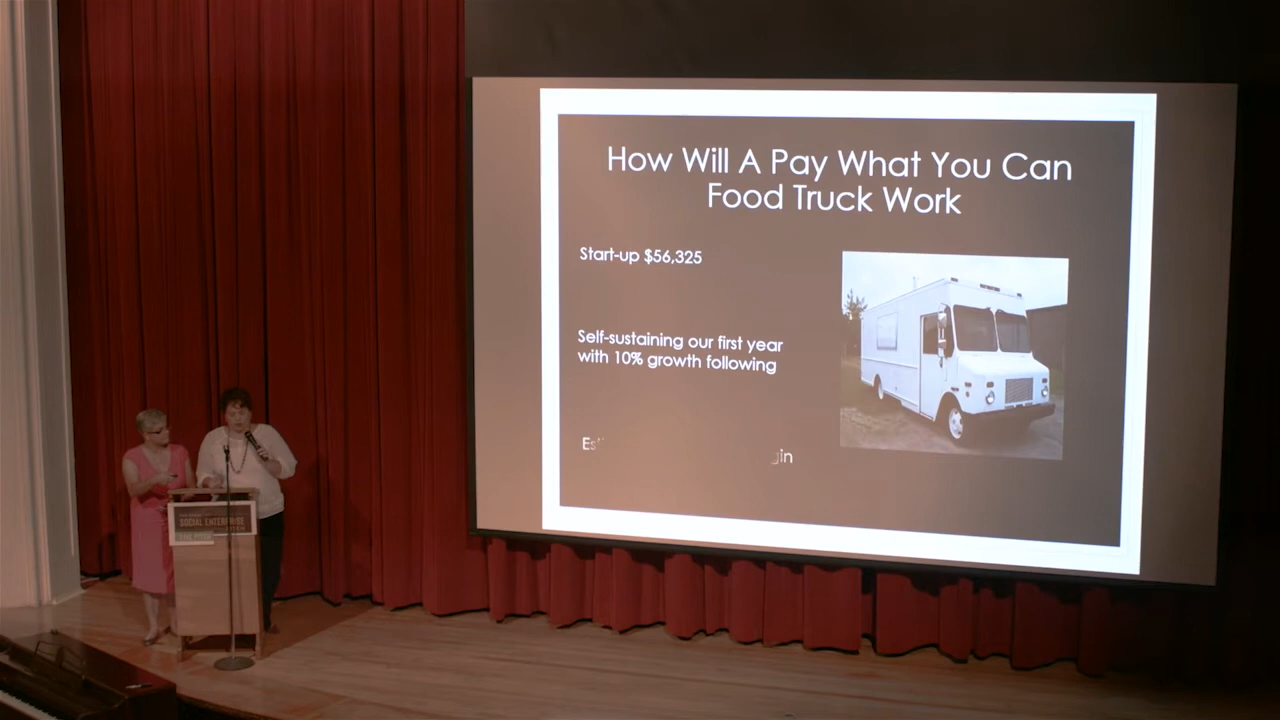 How Will A Pay What You Can
Food Truck Work
Start-up $56,325
Self-sustaining our first year
with 10% growth following
SOCIAL ENTERPRISE